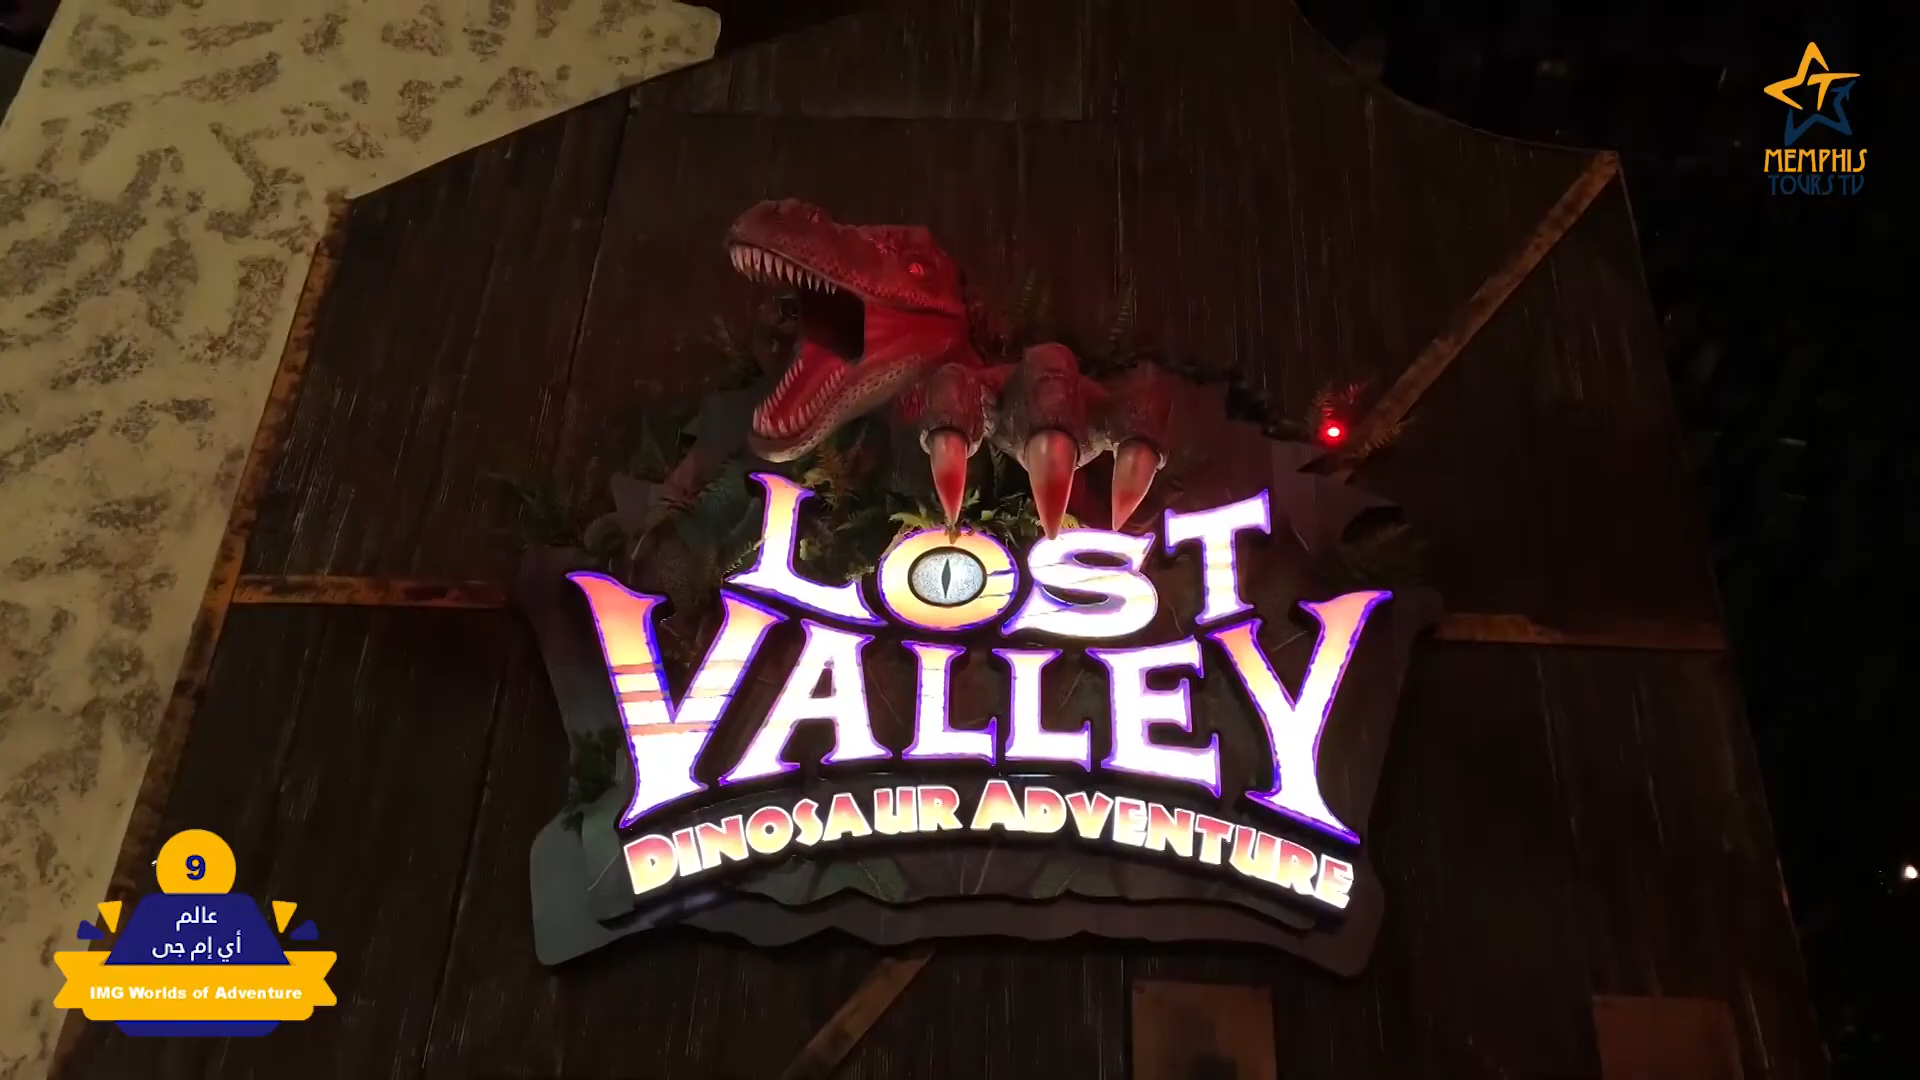 MEMPHIS
TOURS TV
LOST
VALLEY
DINOSAUR ADVENTURE
9
عالم
أي إم جى
IMG Worlds of Adventure